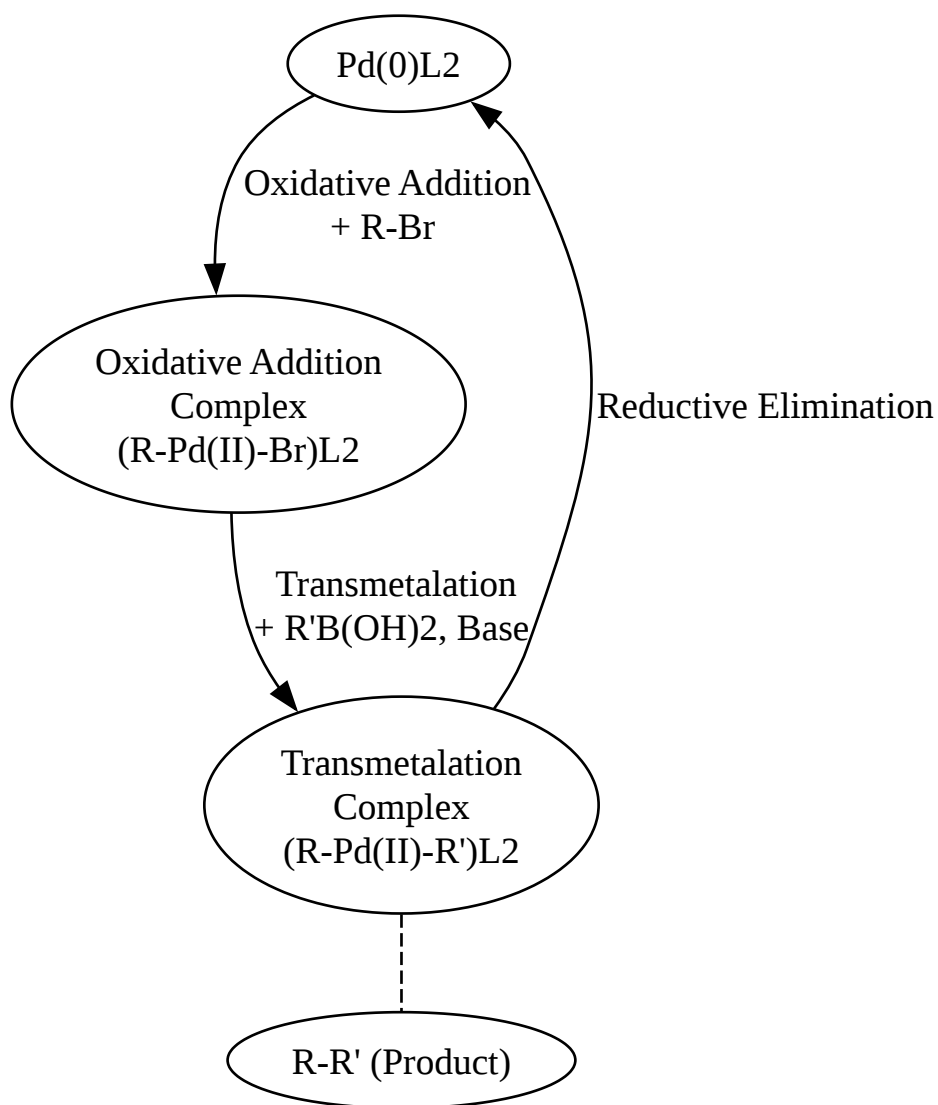 Pd(0)L2
Oxidative Addition
+ R-Br
Oxidative Addition
Complex
(R-Pd(II)-Br)L2
Reductive Elimination
Transmetalation
+ R'B(OH)2, Base
Transmetalation
Complex
(R-Pd(II)-R')L2
R-R' (Product)